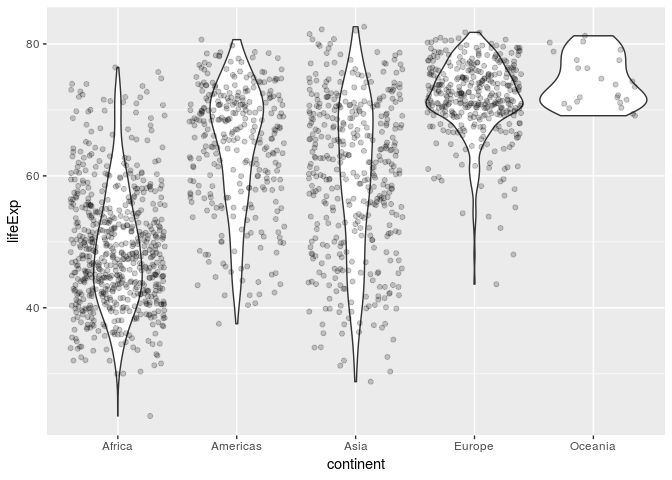 80
60
40
lifeExp
Africa
Americas
Asia
Europe
Oceania
continent